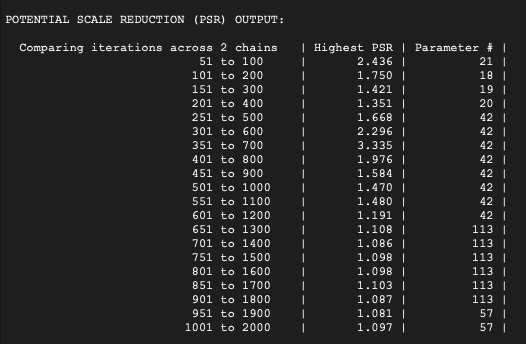 POTENTIAL SCALE REDUCTION (PSR) OUTPUT:
Comparing iterations across 2 chains | Highest PSR | Parameter # |
51 to 100 | 2.436 | 21 |
101 to 200 | 1.750 | 18 |
151 to 300 | 1.421 | 19 |
201 to 400 | 1.351 | 20 |
251 to 500 | 1.668 | 42 |
301 to 600 | 2.296 | 42 |
351 to 700 | 3.335 | 42 |
401 to 800 | 1.976 | 42 |
451 to 900 | 1.584 | 42 |
501 to 1000 | 1.470 | 42 |
551 to 1100 | 1.480 | 42 |
601 to 1200 | 1.191 | 42 |
651 to 1300 | 1.108 | 113 |
701 to 1400 | 1.086 | 113 |
751 to 1500 | 1.098 | 113 |
801 to 1600 | 1.098 | 113 |
851 to 1700 | 1.103 | 113 |
901 to 1800 | 1.087 | 113 |
951 to 1900 | 1.081 | 57 |
1001 to 2000 | 1.097 | 57 |